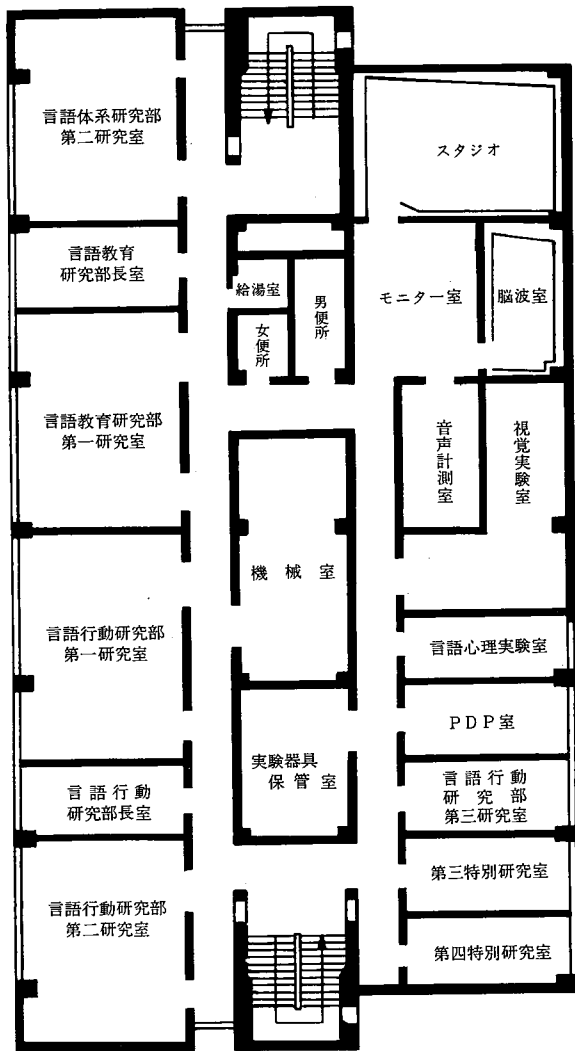 言語体系研究部
第二研究室
スタジオ
言語教育
研究部長室
給湯室
男便所
女便所
モニター室
脳波室
言語教育研究部
第一研究室
音声計測室
視覚実験室
機械室
言語行動研究部
第一研究室
言語心理実験室
PDP室
実験器具
保管室
言語行動
研究部長室
言語行動
研究部
第三研究室
言語行動研究部
第二研究室
第三特別研究室
第四特別研究室